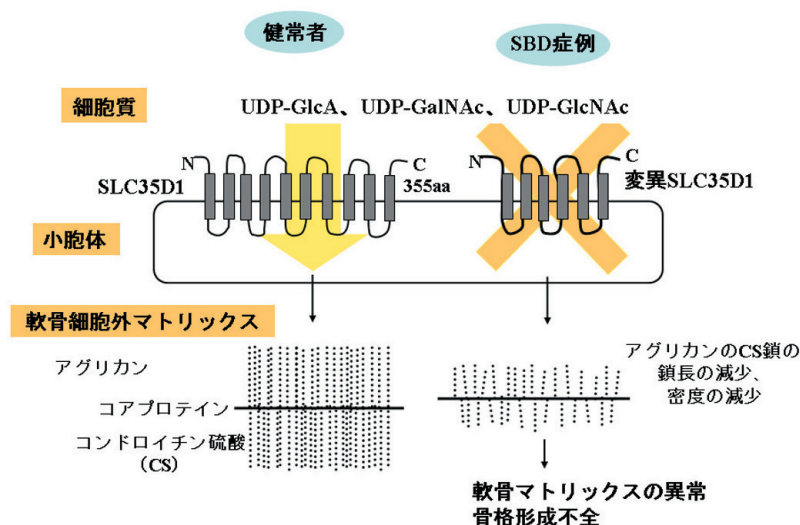 健常者
SBD症例
細胞質
UDP-GlcA、UDP-GalNAc、UDP-GlcNAc
N
C
SLC35D1
355aa
N
C
変異SLC35D1
小胞体
軟骨細胞外マトリックス
アグリカン
コアプロテイン
コンドロイチン硫酸
（CS）
アグリカンのCS鎖の
鎖長の減少、
密度の減少
軟骨マトリックスの異常
骨格形成不全